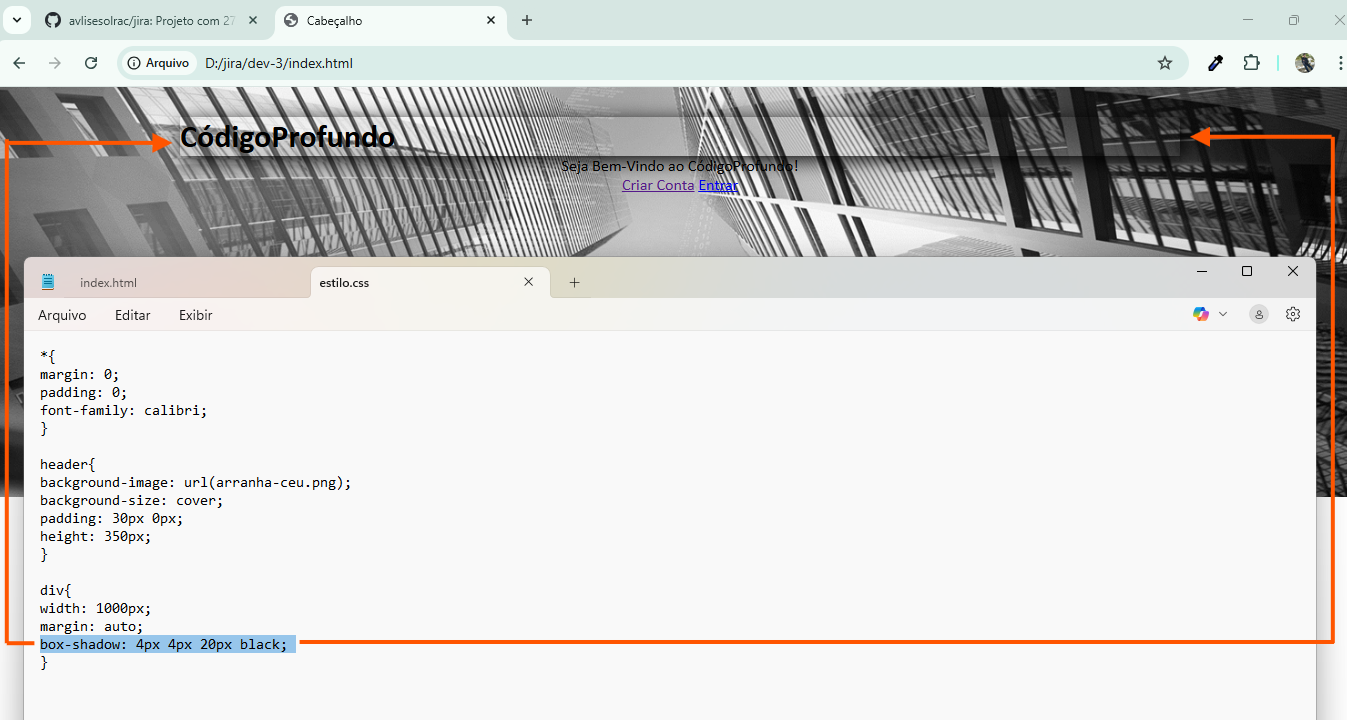 avlisesolrac/jira: Projeto com 27
Cabeçalho
Arquivo
D:/jira/dev-3/index.html
CódigoProfundo
Seja Bem-Vindo ao CódigoProfundo!
Criar Conta Entrar
index.html
estilo.css
Arquivo
Editar
Exibir
*{
margin: 0;
padding: 0;
font-family: calibri;
}
header{
background-image: url(arranha-ceu.png);
background-size: cover;
padding: 30px 0px;
height: 350px;
}
div{
width: 1000px;
margin: auto;
box-shadow: 4px 4px 20px black;
}